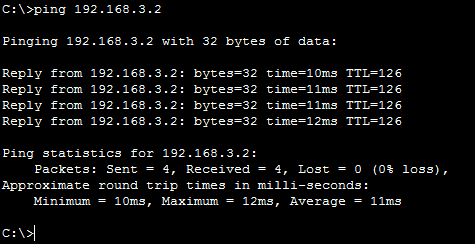 C:\>ping 192.168.3.2
Pinging 192.168.3.2 with 32 bytes of data:
Reply from 192.168.3.2: bytes=32 time=10ms TTL=126
Reply from 192.168.3.2: bytes=32 time=11ms TTL=126
Reply from 192.168.3.2: bytes=32 time=11ms TTL=126
Reply from 192.168.3.2: bytes=32 time=12ms TTL=126
Ping statistics for 192.168.3.2:
    Packets: Sent = 4, Received = 4, Lost = 0 (0% loss),
Approximate round trip times in milli-seconds:
    Minimum = 10ms, Maximum = 12ms, Average = 11ms
C:\>